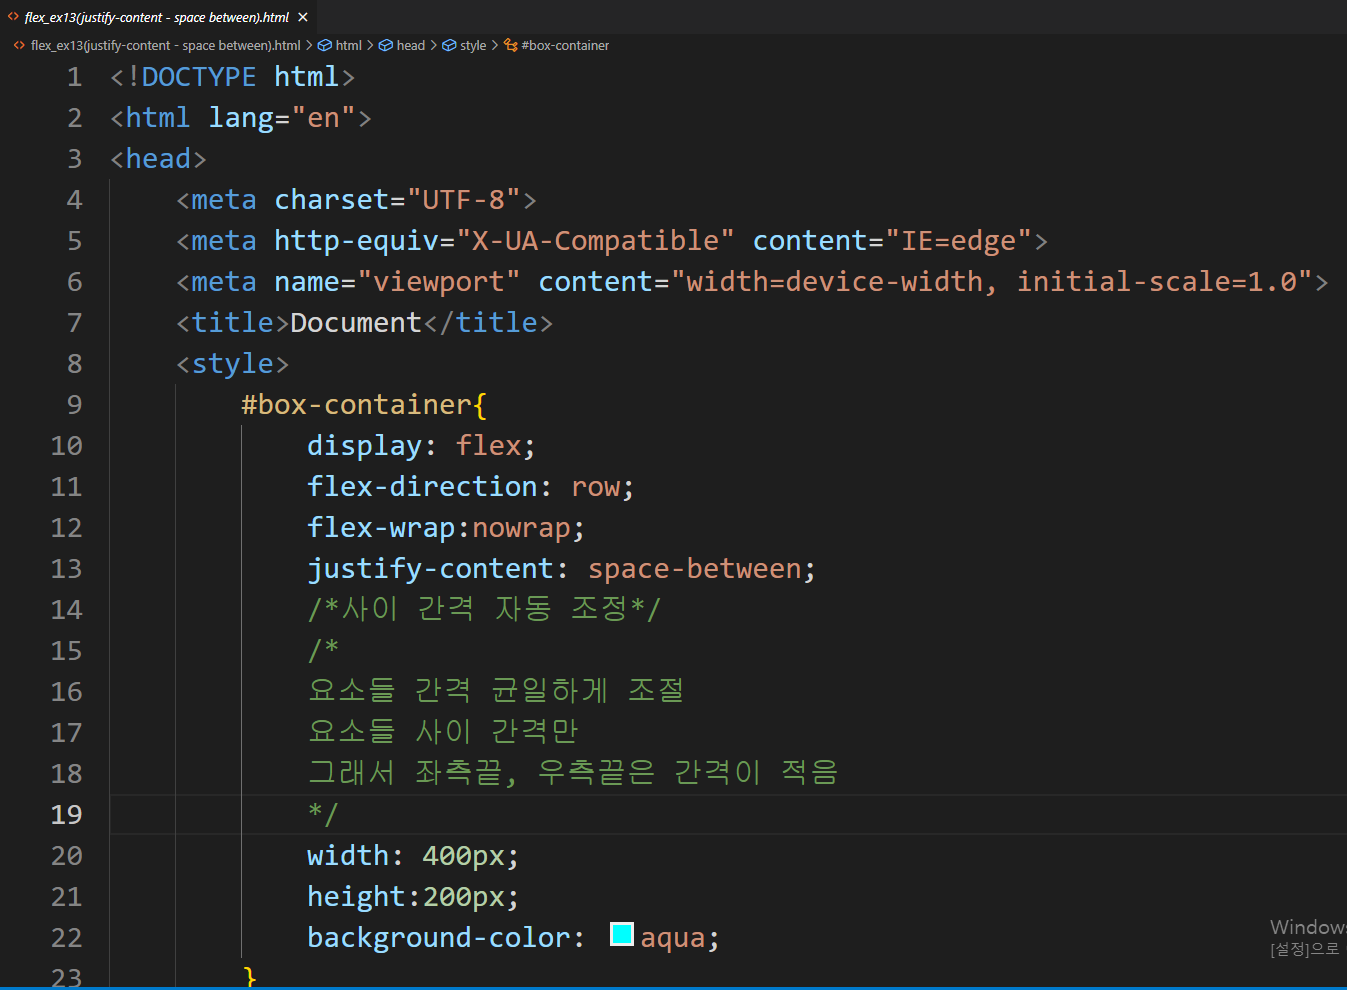 flex_ex13(justify-content - space between).html ×
flex_ex13(justify-content - space between).html > html > head > style > #box-container
1 <!DOCTYPE html>
2 <html lang="en">
3 <head>
4 <meta charset="UTF-8">
5 <meta http-equiv="X-UA-Compatible" content="IE=edge">
6 <meta name="viewport" content="width=device-width, initial-scale=1.0">
7 <title>Document</title>
8 <style>
9 #box-container{
10 display: flex;
11 flex-direction: row;
12 flex-wrap:nowrap;
13 justify-content: space-between;
14 /*사이 간격 자동 조정*/
15 /*
16 요소들 간격 균일하게 조절
17 요소들 사이 간격만
18 그래서 좌측끝, 우측끝은 간격이 적음
19 */
20 width: 400px;
21 height:200px;
22 background-color: aqua;
23 }
Windows
[설정]으로